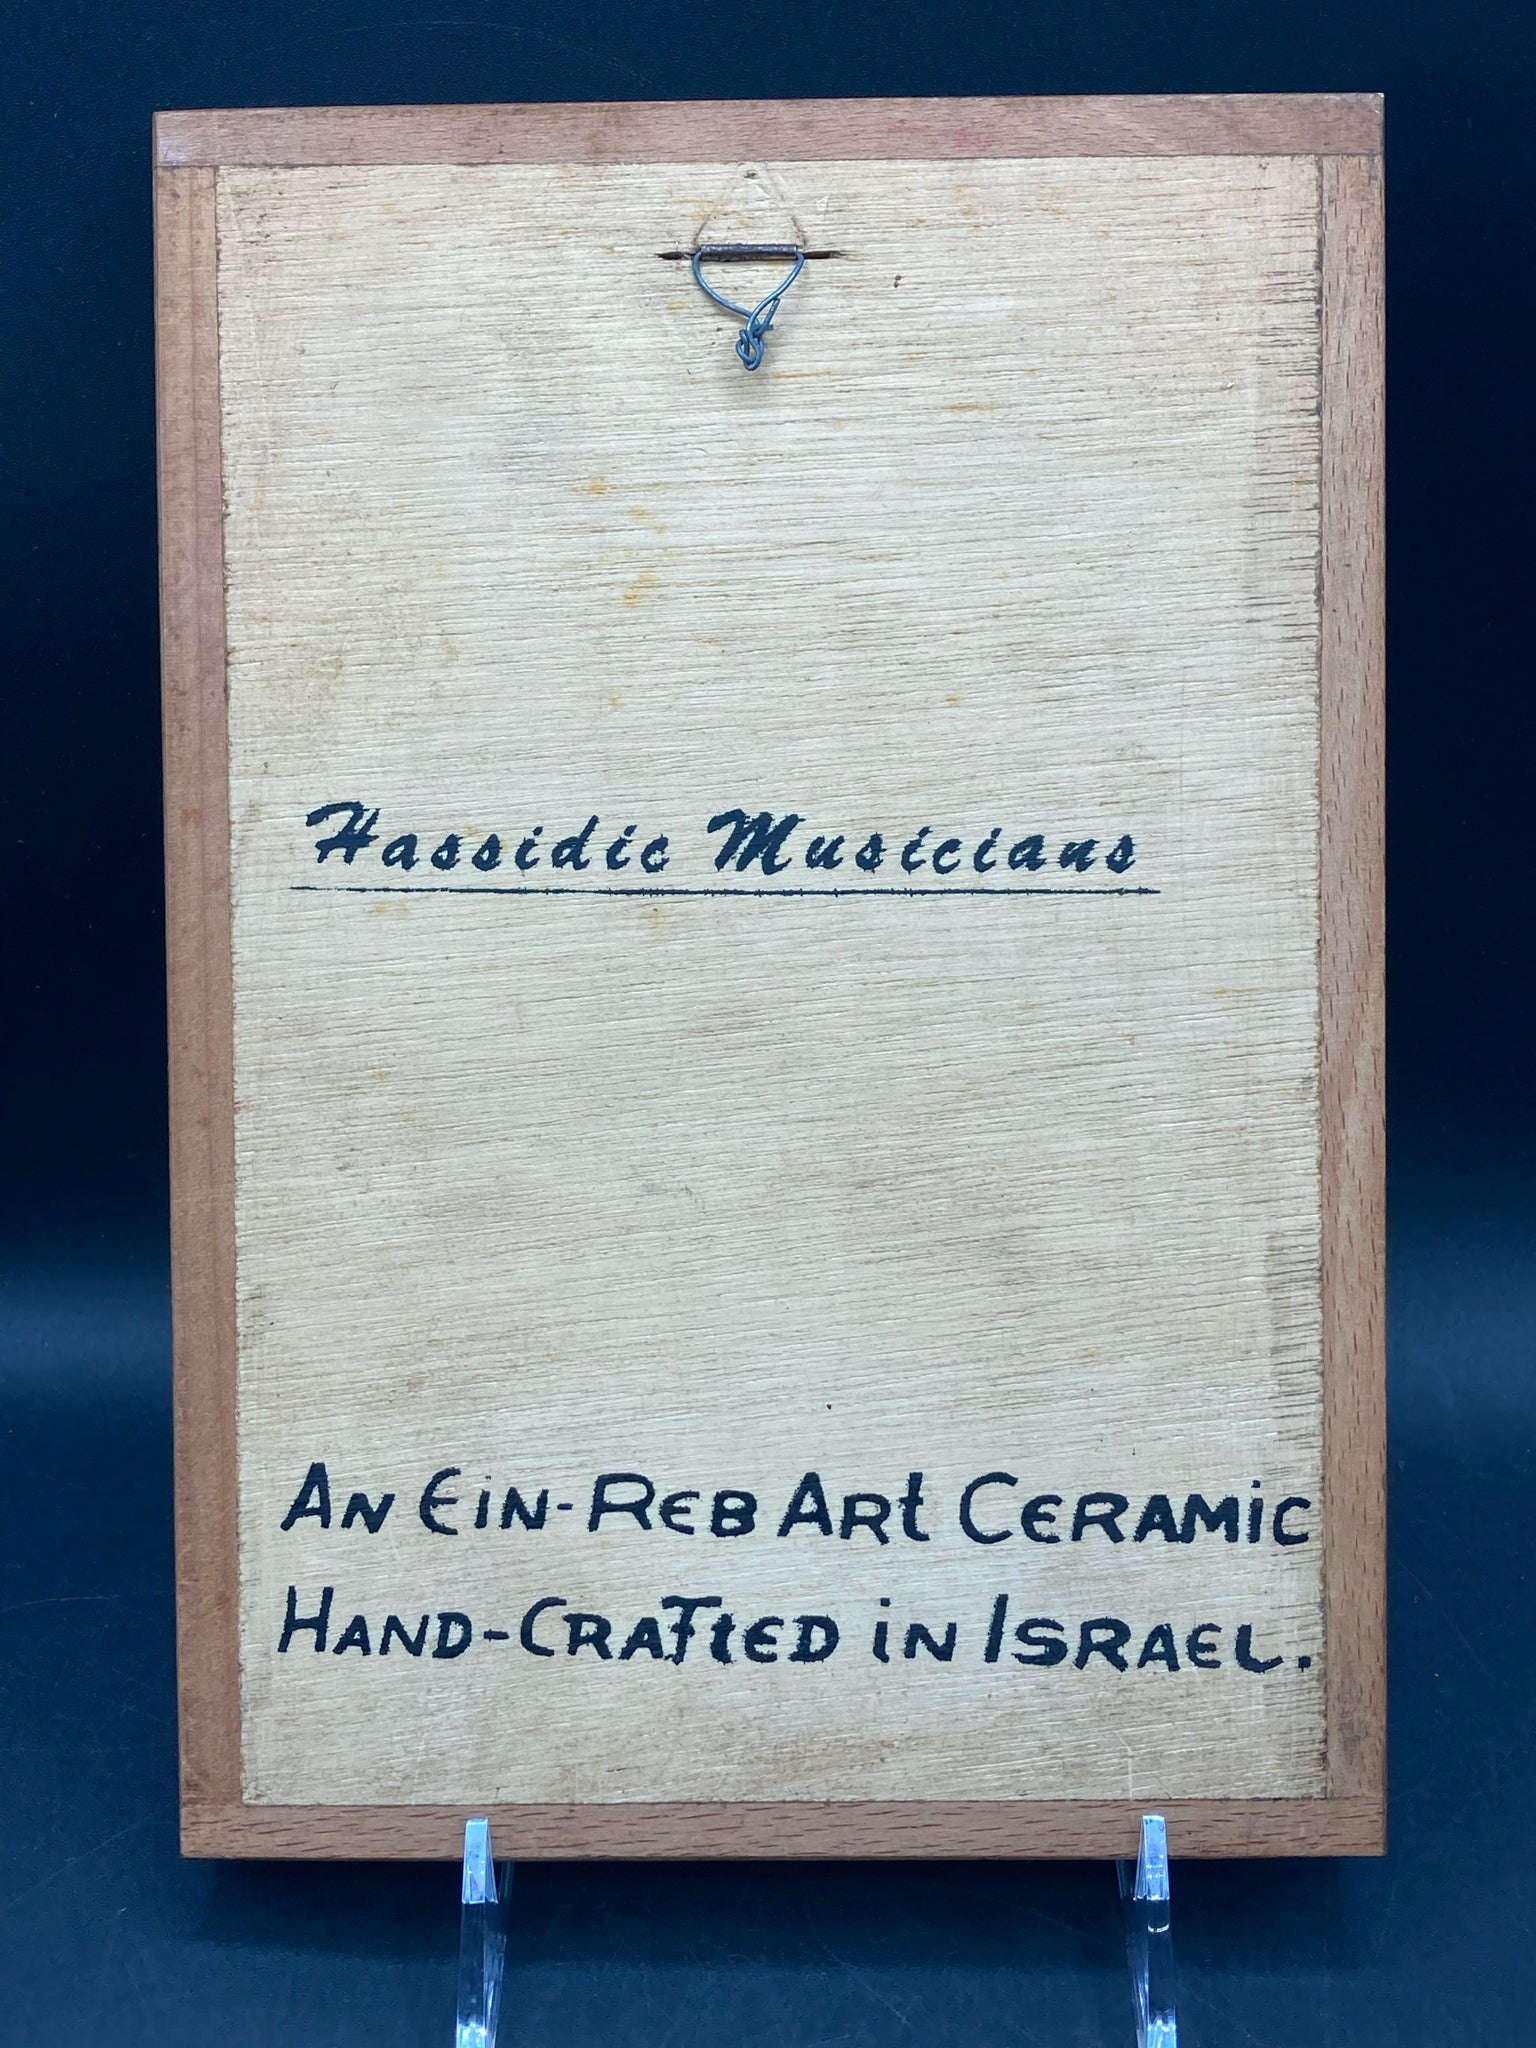 Hassidic Musicians
AN EiN-REB ARt CERAMiC
HAND-CRAFtED iN ISRAEL.